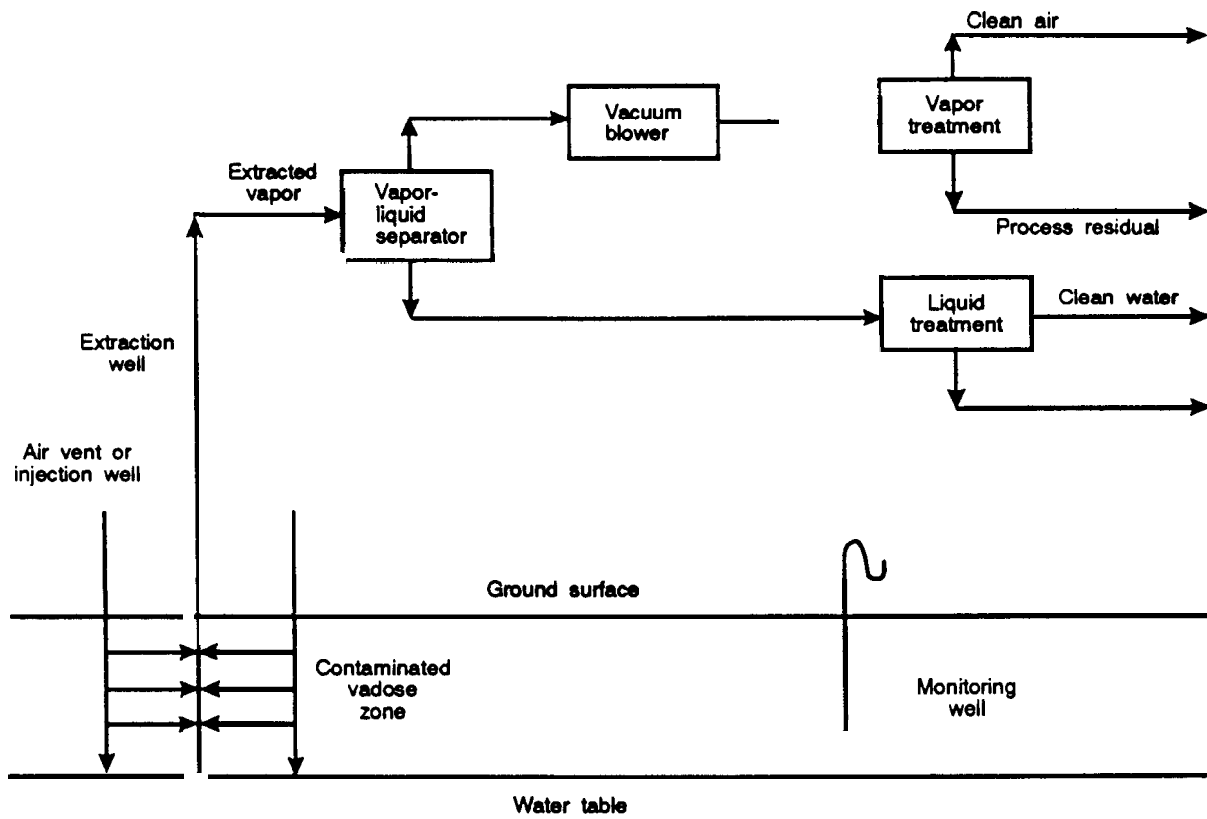 Clean air
Vacuum
blower
Vapor
treatment
Extracted
vapor
Vapor-
liquid
separator
Process residual
Liquid
treatment
Clean water
Extraction
well
Air vent or
injection well
Ground surface
Contaminated
vadose
zone
Monitoring
well
Water table